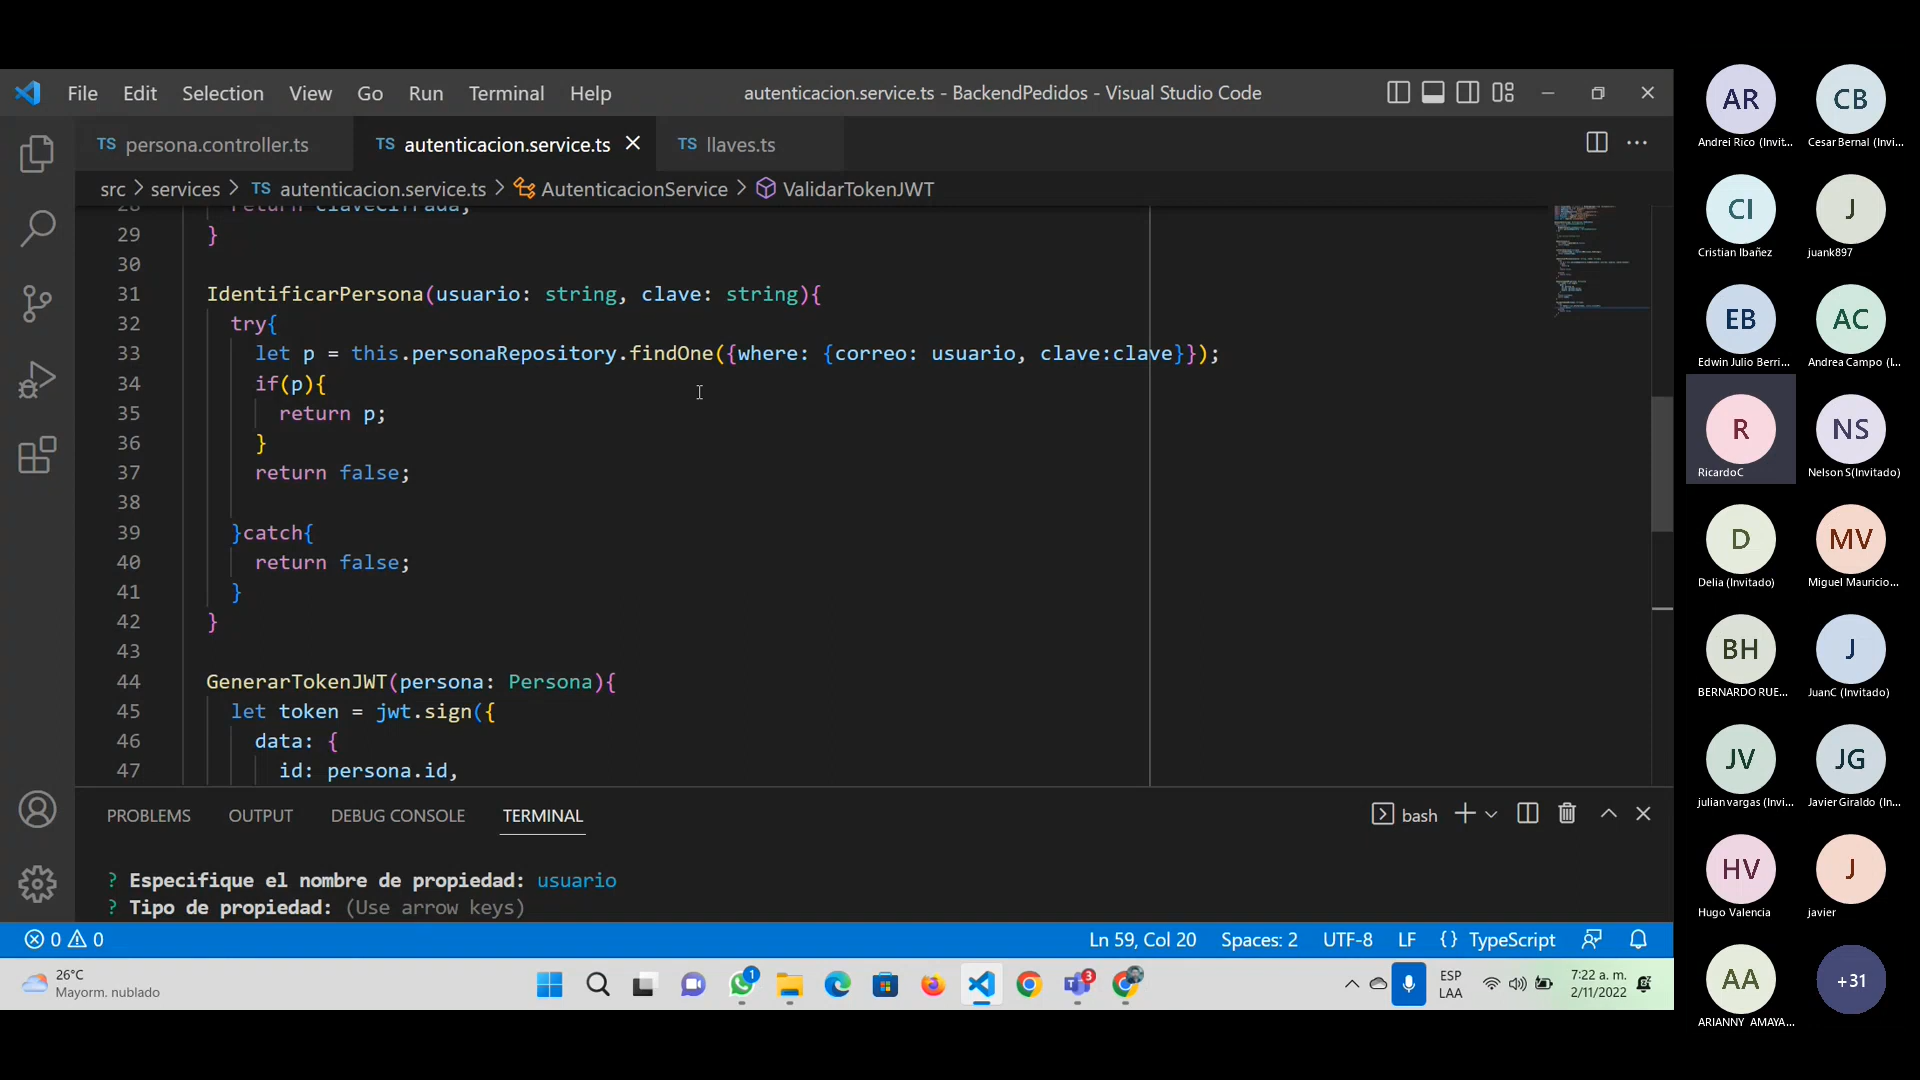 File Edit Selection View Go Run Terminal Help
autenticacion.service.ts - BackendPedidos - Visual Studio Code
TS persona.controller.ts
TS autenticacion.service.ts
TS llaves.ts
src > services > TS autenticacion.service.ts > AutenticacionService > ValidarTokenJWT
28 return claveCifrada;
29 }
30
31 IdentificarPersona(usuario: string, clave: string){
32 try{
33 let p = this.personaRepository.findOne({where: {correo: usuario, clave:clave}});
34 if(p){
35 return p;
36 }
37 return false;
38
39 }catch{
40 return false;
41 }
42 }
43
44 GenerarTokenJWT(persona: Persona){
45 let token = jwt.sign({
46 data: {
47 id: persona.id,
PROBLEMS OUTPUT DEBUG CONSOLE TERMINAL
bash
? Especifique el nombre de propiedad: usuario
? Tipo de propiedad: (Use arrow keys)
0 0
Ln 59, Col 20 Spaces: 2 UTF-8 LF {} TypeScript
26°C
Mayorm. nublado
1
3
ESP
LAA
7:22 a. m.
2/11/2022
AR
Andrei Rico (Invit...
CB
Cesar Bernal (Invi...
CI
Cristian Ibañez
J
juank897
EB
Edwin Julio Berri...
AC
Andrea Campo (I...
R
RicardoC
NS
Nelson S(Invitado)
D
Delia (Invitado)
MV
Miguel Mauricio...
BH
BERNARDO RUE...
J
JuanC (Invitado)
JV
julian vargas (Invi...
JG
Javier Giraldo (In...
HV
Hugo Valencia
J
javier
AA
ARIANNY AMAYA...
+31